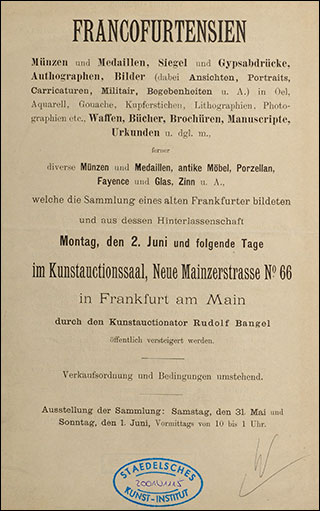 FRANCOFURTENSIEN
Münzen und Medaillen, Siegel und Gypsabdrücke,
Authographen, Bilder (dabei Ansichten, Portraits,
Carricaturen, Militair, Begebenheiten u. A.) in Oel,
Aquarell, Gouache, Kupferstichen, Lithographien, Photo-
graphien etc., Waffen, Bücher, Brochüren, Manuscripte,
Urkunden u. dgl. m.,
ferner
diverse Münzen und Medaillen, antike Möbel, Porzellan,
Fayence und Glas, Zinn u. A.,
welche die Sammlung eines alten Frankfurter bildeten
und aus dessen Hinterlassenschaft
Montag, den 2. Juni und folgende Tage
im Kunstauctionssaal, Neue Mainzerstrasse No. 66
in Frankfurt am Main
durch den Kunstauctionator Rudolf Bangel
öffentlich versteigert werden.
Verkaufsordnung und Bedingungen umstehend.
Ausstellung der Sammlung: Samstag, den 31. Mai und
Sonntag, den 1. Juni, Vormittags von 10 bis 1 Uhr.
STAEDELSCHES
KUNST-INSTITUT